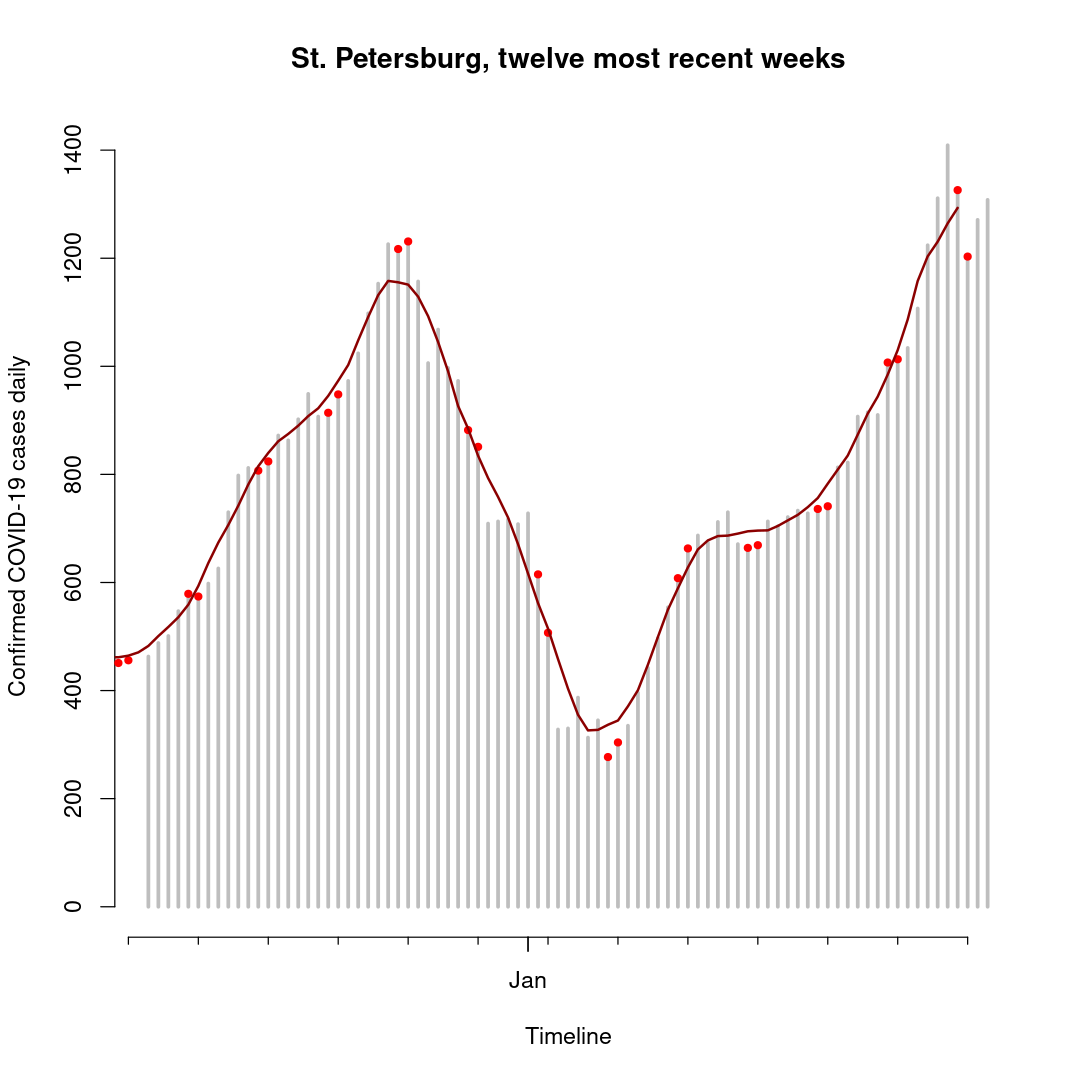 St. Petersburg, twelve most recent weeks
Confirmed COVID-19 cases daily
1400
1200
1000
800
600
400
200
0
Jan
Timeline